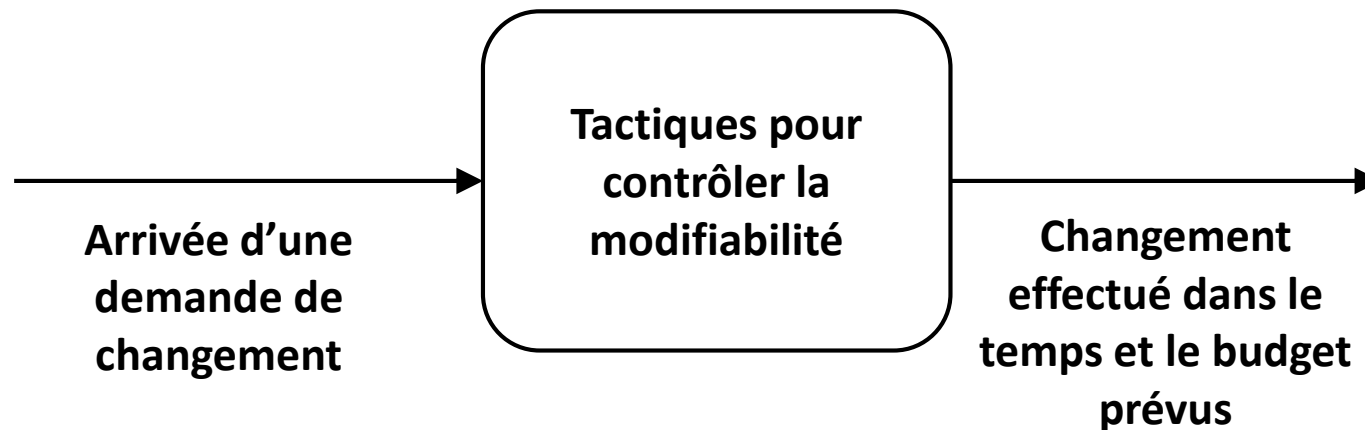 Arrivée d’une
demande de
changement
Tactiques pour
contrôler la
modifiabilité
Changement
effectué dans le
temps et le budget
prévus